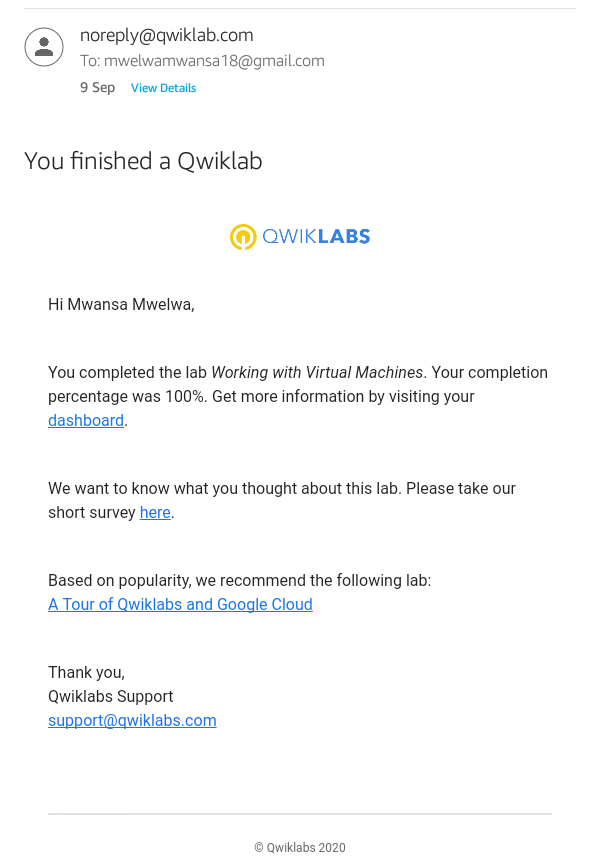 noreply@qwiklab.com
To: mwelwamwansa18@gmail.com
9 Sep View Details
You finished a Qwiklab
QWIKLABS
Hi Mwansa Mwelwa,
You completed the lab Working with Virtual Machines. Your completion
percentage was 100%. Get more information by visiting your
dashboard.
We want to know what you thought about this lab. Please take our
short survey here.
Based on popularity, we recommend the following lab:
A Tour of Qwiklabs and Google Cloud
Thank you,
Qwiklabs Support
support@qwiklabs.com
© Qwiklabs 2020